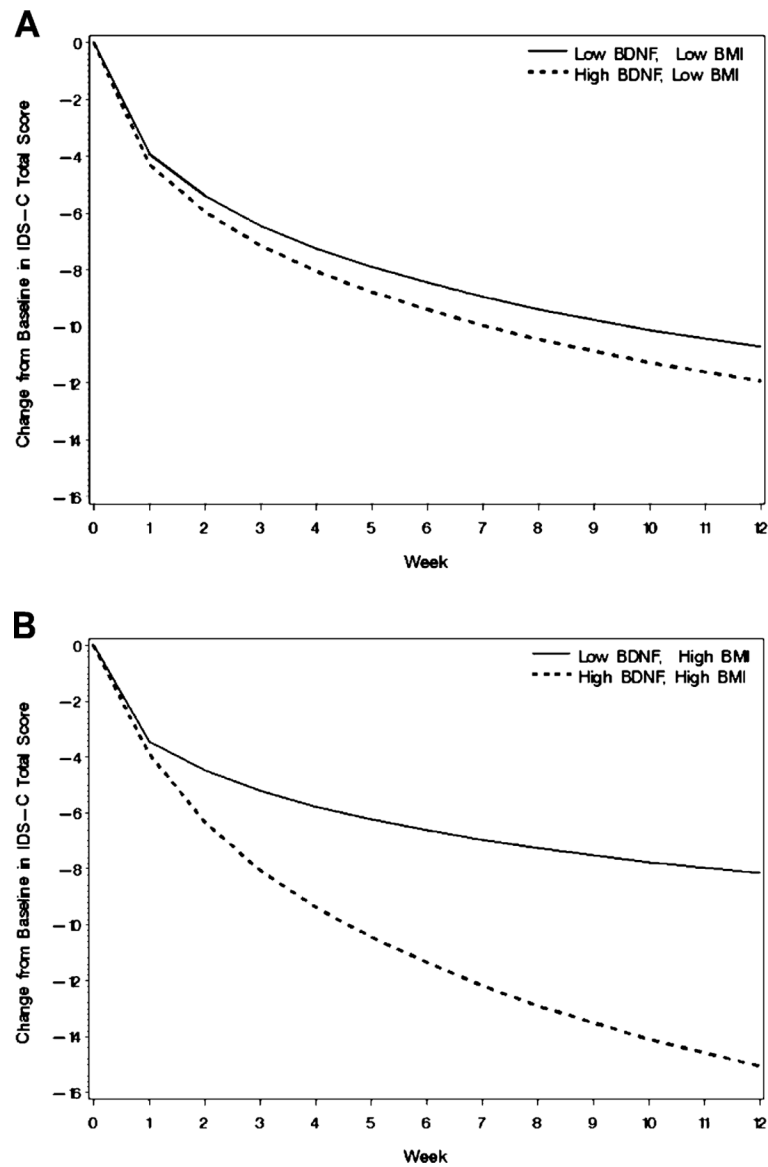 A
Low BDNF, Low BMI
High BDNF, Low BMI
Change from Baseline in IDS-C Total Score
0
-2
-4
-6
-8
-10
-12
-14
-16
0 1 2 3 4 5 6 7 8 9 10 11 12
Week
B
Low BDNF, High BMI
High BDNF, High BMI
Change from Baseline in IDS-C Total Score
0
-2
-4
-6
-8
-10
-12
-14
-16
0 1 2 3 4 5 6 7 8 9 10 11 12
Week